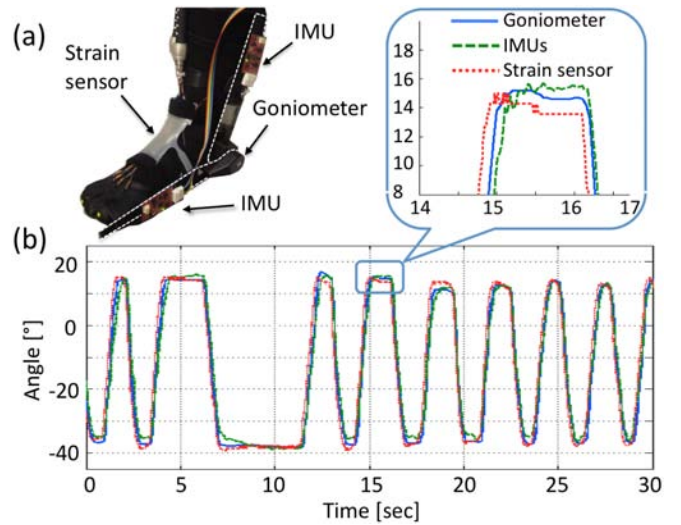 (a)
IMU
Strain
sensor
Goniometer
IMU
Goniometer
IMUs
Strain sensor
18
16
14
12
10
8
14 15 16 17
(b)
20
0
-20
-40
Angle [°]
0 5 10 15 20 25 30
Time [sec]